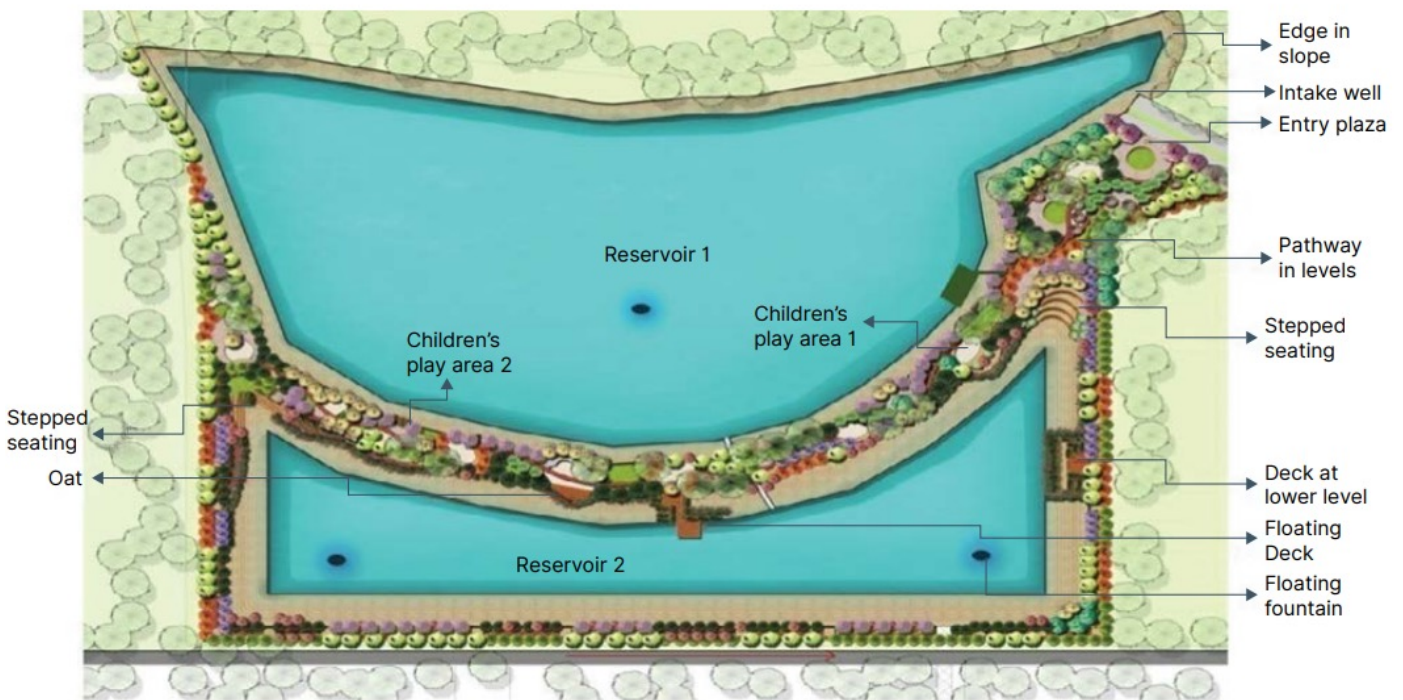 Edge in
slope
Intake well
Entry plaza
Pathway
in levels
Reservoir 1
Children's
play area 1
Children's
play area 2
Stepped
seating
Stepped
seating
Oat
Deck at
lower level
Floating
Deck
Reservoir 2
Floating
fountain